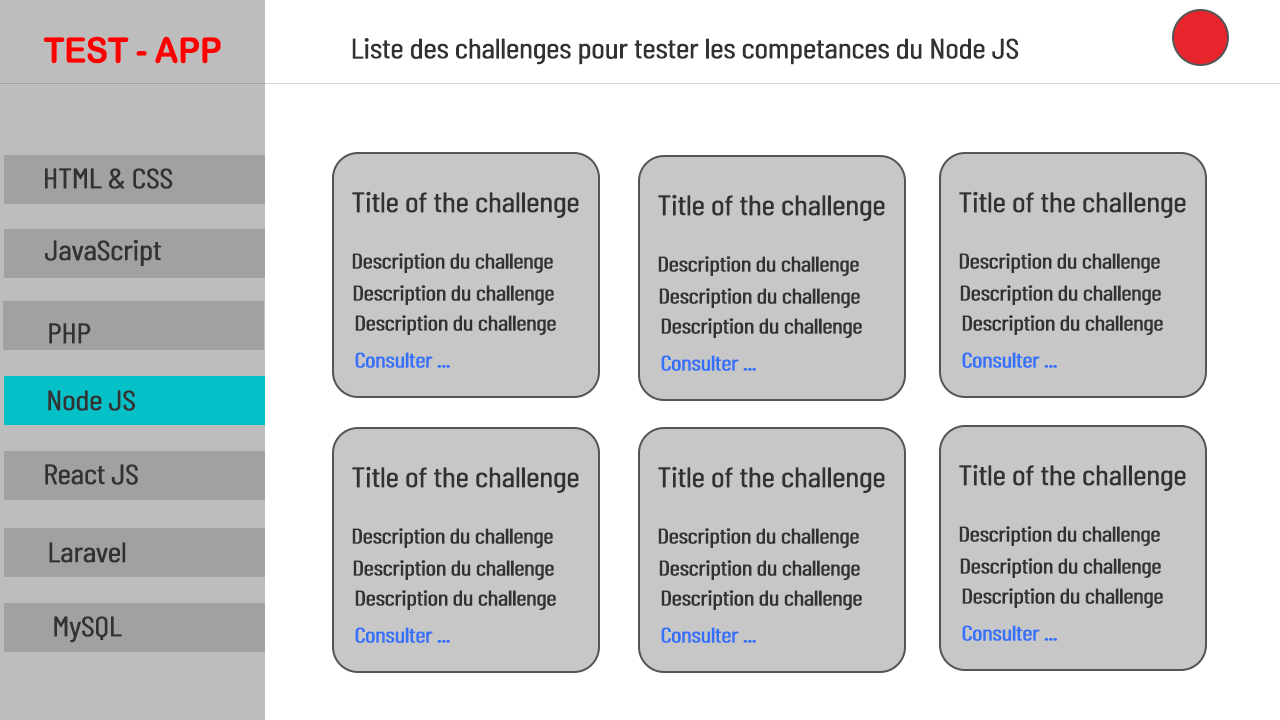 TEST - APP
Liste des challenges pour tester les competances du Node JS
HTML & CSS
JavaScript
PHP
Node JS
React JS
Laravel
MySQL
Title of the challenge
Description du challenge
Description du challenge
Description du challenge
Consulter ...
Title of the challenge
Description du challenge
Description du challenge
Description du challenge
Consulter ...
Title of the challenge
Description du challenge
Description du challenge
Description du challenge
Consulter ...
Title of the challenge
Description du challenge
Description du challenge
Description du challenge
Consulter ...
Title of the challenge
Description du challenge
Description du challenge
Description du challenge
Consulter ...
Title of the challenge
Description du challenge
Description du challenge
Description du challenge
Consulter ...